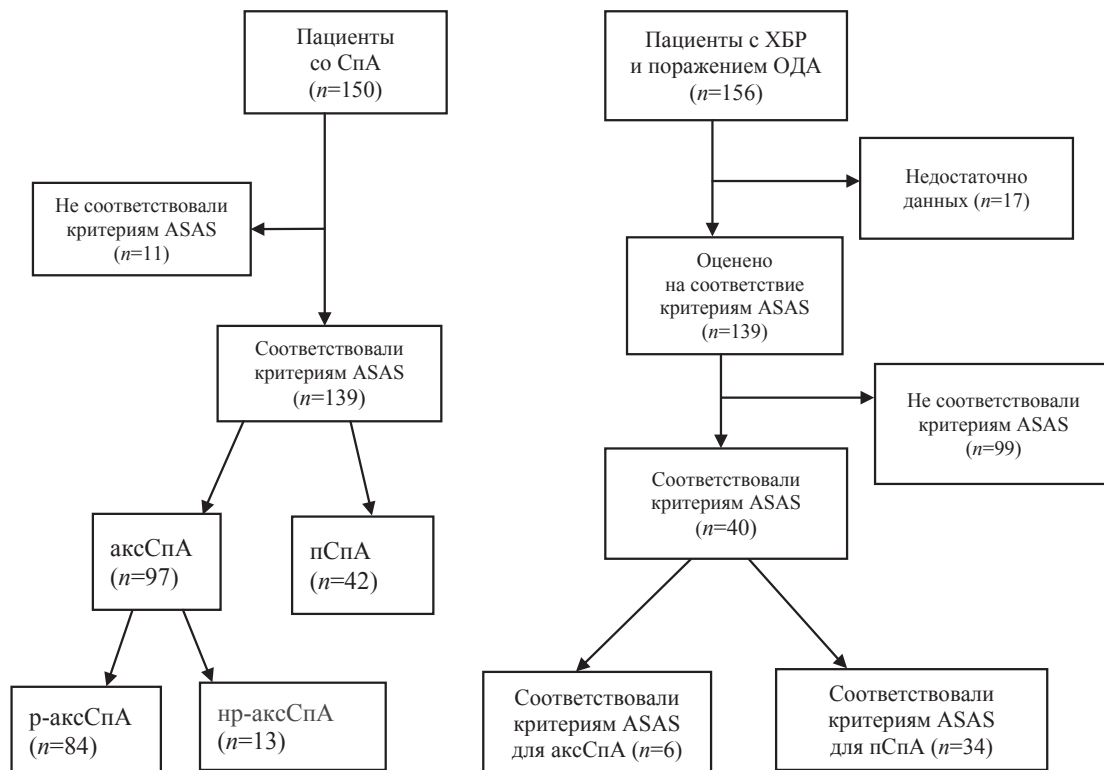 Пациенты
со СпА
(n=150)
Не соответствовали
критериям ASAS
(n=11)
Соответствовали
критериям ASAS
(n=139)
аксСпА
(n=97)
пСпА
(n=42)
р-аксСпА
(n=84)
нр-аксСпА
(n=13)
Пациенты с ХБР
и поражением ОДА
(n=156)
Недостаточно
данных (n=17)
Оценено
на соответствие
критериям ASAS
(n=139)
Не соответствовали
критериям ASAS
(n=99)
Соответствовали
критериям ASAS
(n=40)
Соответствовали
критериям ASAS
для аксСпА (n=6)
Соответствовали
критериям ASAS
для пСпА (n=34)